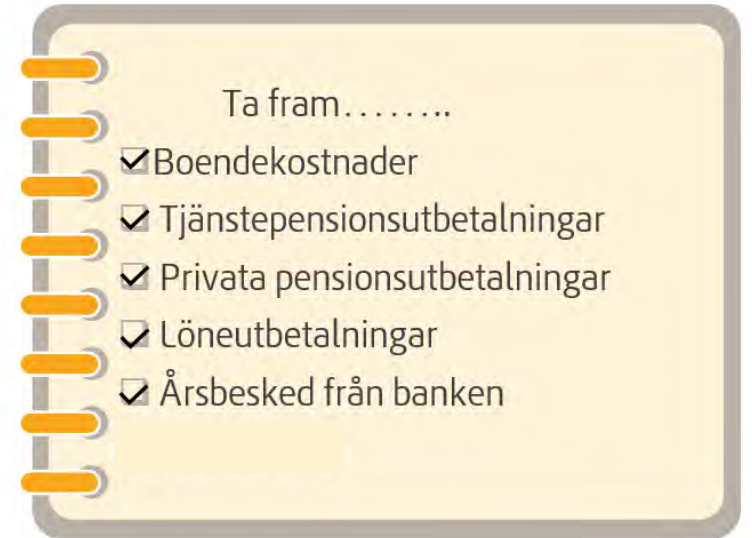 Ta fram……..
Boendekostnader
Tjänstepensionsutbetalningar
Privata pensionsutbetalningar
Löneutbetalningar
Årsbesked från banken